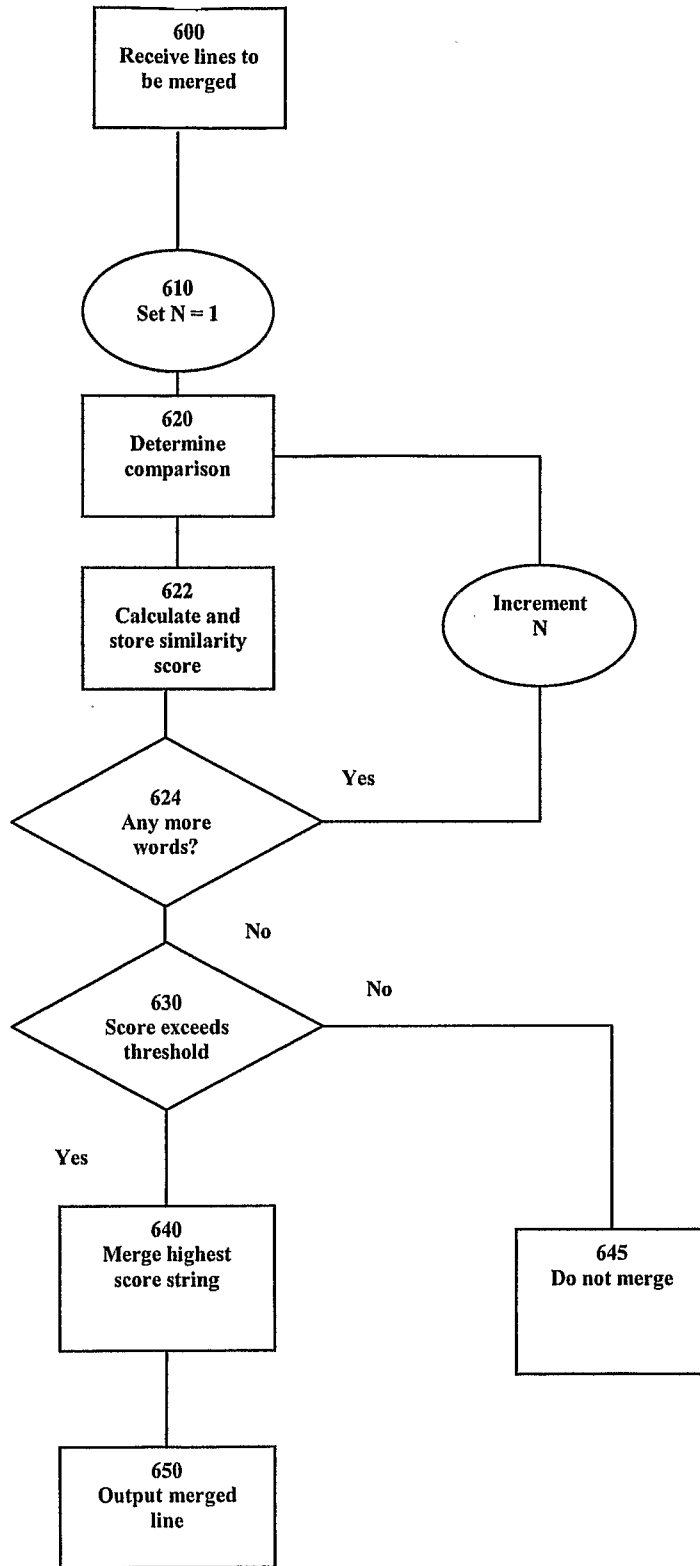 600
Receive lines to
be merged
610
Set N = 1
620
Determine
comparison
622
Calculate and
store similarity
score
Increment
N
624
Any more
words?
Yes
No
630
Score exceeds
threshold
No
Yes
640
Merge highest
score string
645
Do not merge
650
Output merged
line